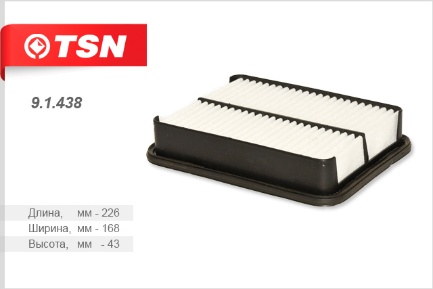 TSN
9.1.438
Длина, мм - 226
Ширина, мм - 168
Высота, мм - 43